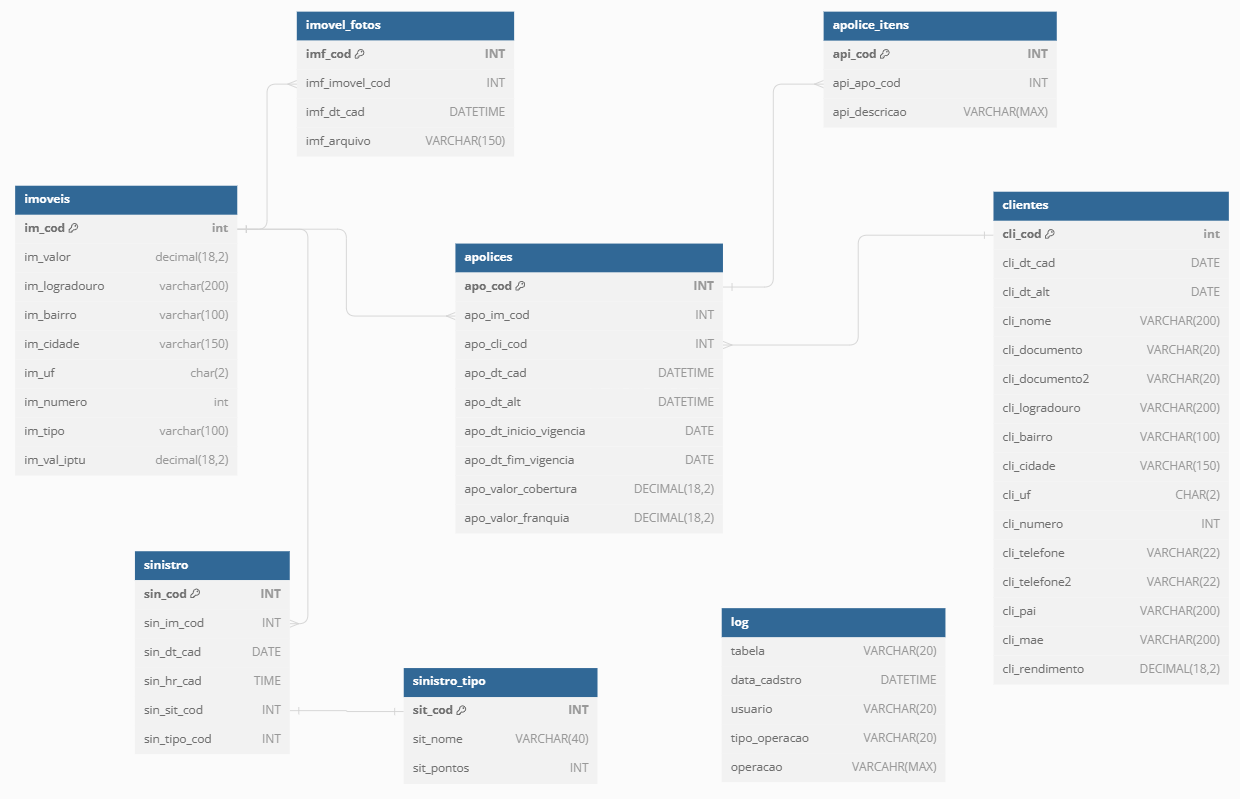 imovel_fotos
imf_cod INT
imf_imovel_cod INT
imf_dt_cad DATETIME
imf_arquivo VARCHAR(150)
apolice_itens
api_cod INT
api_apo_cod INT
api_descricao VARCHAR(MAX)
imoveis
im_cod int
im_valor decimal(18,2)
im_logradouro varchar(200)
im_bairro varchar(100)
im_cidade varchar(150)
im_uf char(2)
im_numero int
im_tipo varchar(100)
im_val_iptu decimal(18,2)
apolices
apo_cod INT
apo_im_cod INT
apo_cli_cod INT
apo_dt_cad DATETIME
apo_dt_alt DATETIME
apo_dt_inicio_vigencia DATE
apo_dt_fim_vigencia DATE
apo_valor_cobertura DECIMAL(18,2)
apo_valor_franquia DECIMAL(18,2)
clientes
cli_cod int
cli_dt_cad DATE
cli_dt_alt DATE
cli_nome VARCHAR(200)
cli_documento VARCHAR(20)
cli_documento2 VARCHAR(20)
cli_logradouro VARCHAR(200)
cli_bairro VARCHAR(100)
cli_cidade VARCHAR(150)
cli_uf CHAR(2)
cli_numero INT
cli_telefone VARCHAR(22)
cli_telefone2 VARCHAR(22)
cli_pai VARCHAR(200)
cli_mae VARCHAR(200)
cli_rendimento DECIMAL(18,2)
sinistro
sin_cod INT
sin_im_cod INT
sin_dt_cad DATE
sin_hr_cad TIME
sin_sit_cod INT
sin_tipo_cod INT
sinistro_tipo
sit_cod INT
sit_nome VARCHAR(40)
sit_pontos INT
log
tabela VARCHAR(20)
data_cadstro DATETIME
usuario VARCHAR(20)
tipo_operacao VARCHAR(20)
operacao VARCAHR(MAX)